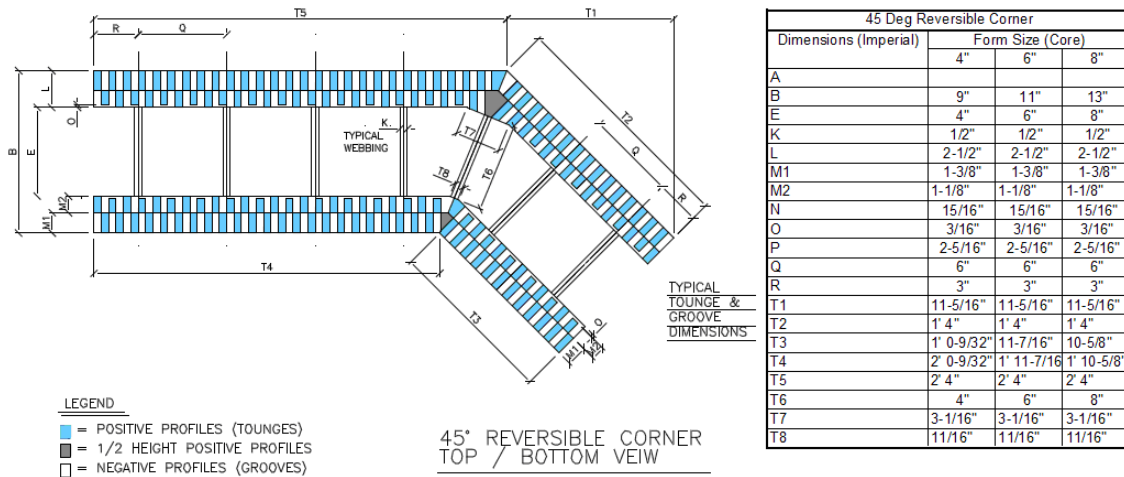 T5
T1
R
Q
L
O
K
TYPICAL
WEBBING
T7
T2
Q
B
E
T8
T6
R
M2
M1
T4
T3
TYPICAL
TOUNGE &
GROOVE
DIMENSIONS
O
M1
M2
LEGEND
= POSITIVE PROFILES (TOUNGES)
= 1/2 HEIGHT POSITIVE PROFILES
= NEGATIVE PROFILES (GROOVES)
45° REVERSIBLE CORNER
TOP / BOTTOM VEIW
45 Deg Reversible Corner
Dimensions (Imperial) Form Size (Core)
4" 6" 8"
A
B 9" 11" 13"
E 4" 6" 8"
K 1/2" 1/2" 1/2"
L 2-1/2" 2-1/2" 2-1/2"
M1 1-3/8" 1-3/8" 1-3/8"
M2 1-1/8" 1-1/8" 1-1/8"
N 15/16" 15/16" 15/16"
O 3/16" 3/16" 3/16"
P 2-5/16" 2-5/16" 2-5/16"
Q 6" 6" 6"
R 3" 3" 3"
T1 11-5/16" 11-5/16" 11-5/16"
T2 1' 4" 1' 4" 1' 4"
T3 1' 0-9/32" 11-7/16" 10-5/8"
T4 2' 0-9/32" 1' 11-7/16 1' 10-5/8"
T5 2' 4" 2' 4" 2' 4"
T6 4" 6" 8"
T7 3-1/16" 3-1/16" 3-1/16"
T8 11/16" 11/16" 11/16"